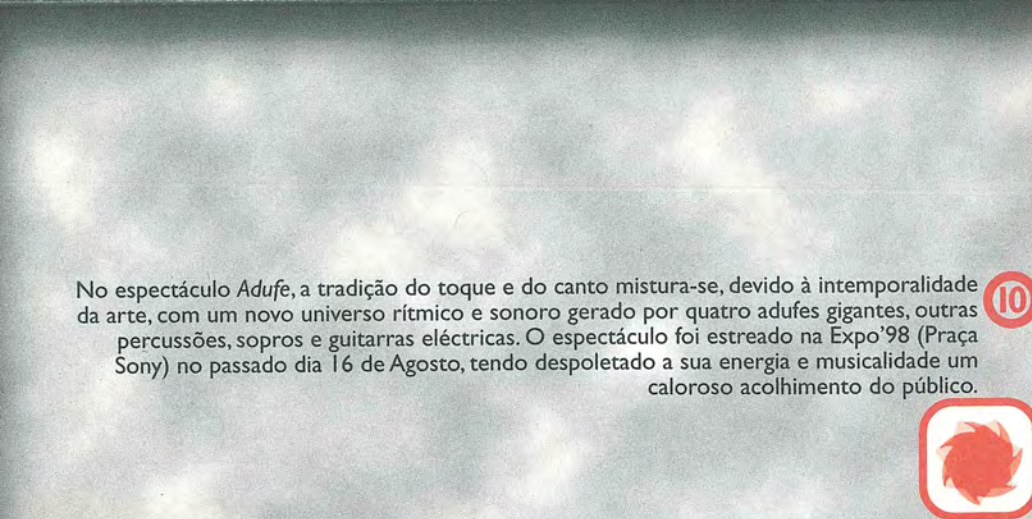 No espectáculo Adufe, a tradição do toque e do canto mistura-se, devido à intemporalidade
da arte, com um novo universo rítmico e sonoro gerado por quatro adufes gigantes, outras
percussões, sopros e guitarras eléctricas. O espectáculo foi estreado na Expo'98 (Praça
Sony) no passado dia 16 de Agosto, tendo despoletado a sua energia e musicalidade um
caloroso acolhimento do público.
10